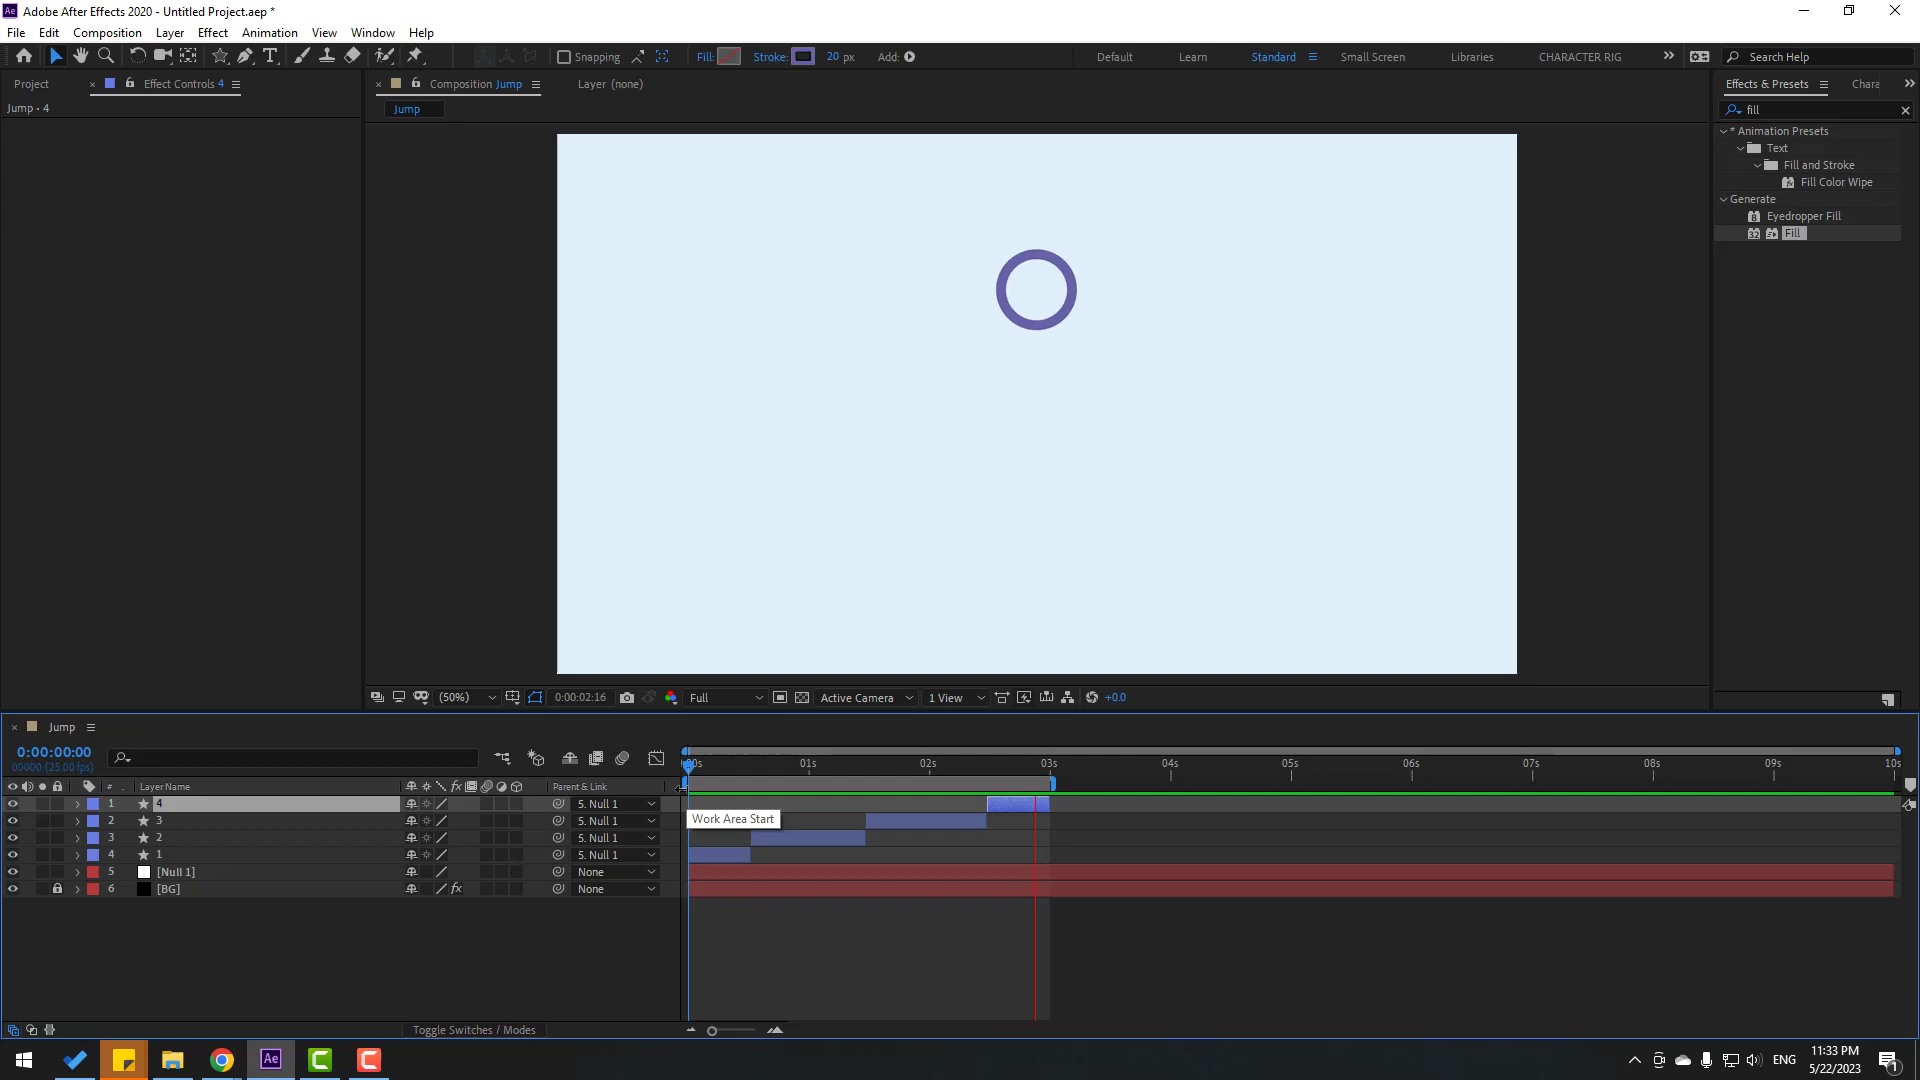 Ae Adobe After Effects 2020 - Untitled Project.aep *
File Edit Composition Layer Effect Animation View Window Help
Snapping Fill: Stroke: 20 px Add: Default Learn Standard Small Screen Libraries CHARACTER RIG Search Help
Project Effect Controls 4 Composition Jump Layer (none) Effects & Presets Chara
Jump • 4 Jump fill
* Animation Presets
Text
Fill and Stroke
Fill Color Wipe
Generate
Eyedropper Fill
32 Fill
(50%) 0:00:02:16 Full Active Camera 1 View +0.0
Jump
0:00:00:00
00000 (25.00 fps)
:00s 01s 02s 03s 04s 05s 06s 07s 08s 09s 10s
# Layer Name fx Parent & Link
1 4 5. Null 1
2 3 5. Null 1 Work Area Start
3 2 5. Null 1
4 1 5. Null 1
5 [Null 1] None
6 [BG] fx None
Toggle Switches / Modes
Ae ENG 11:33 PM
5/22/2023 1